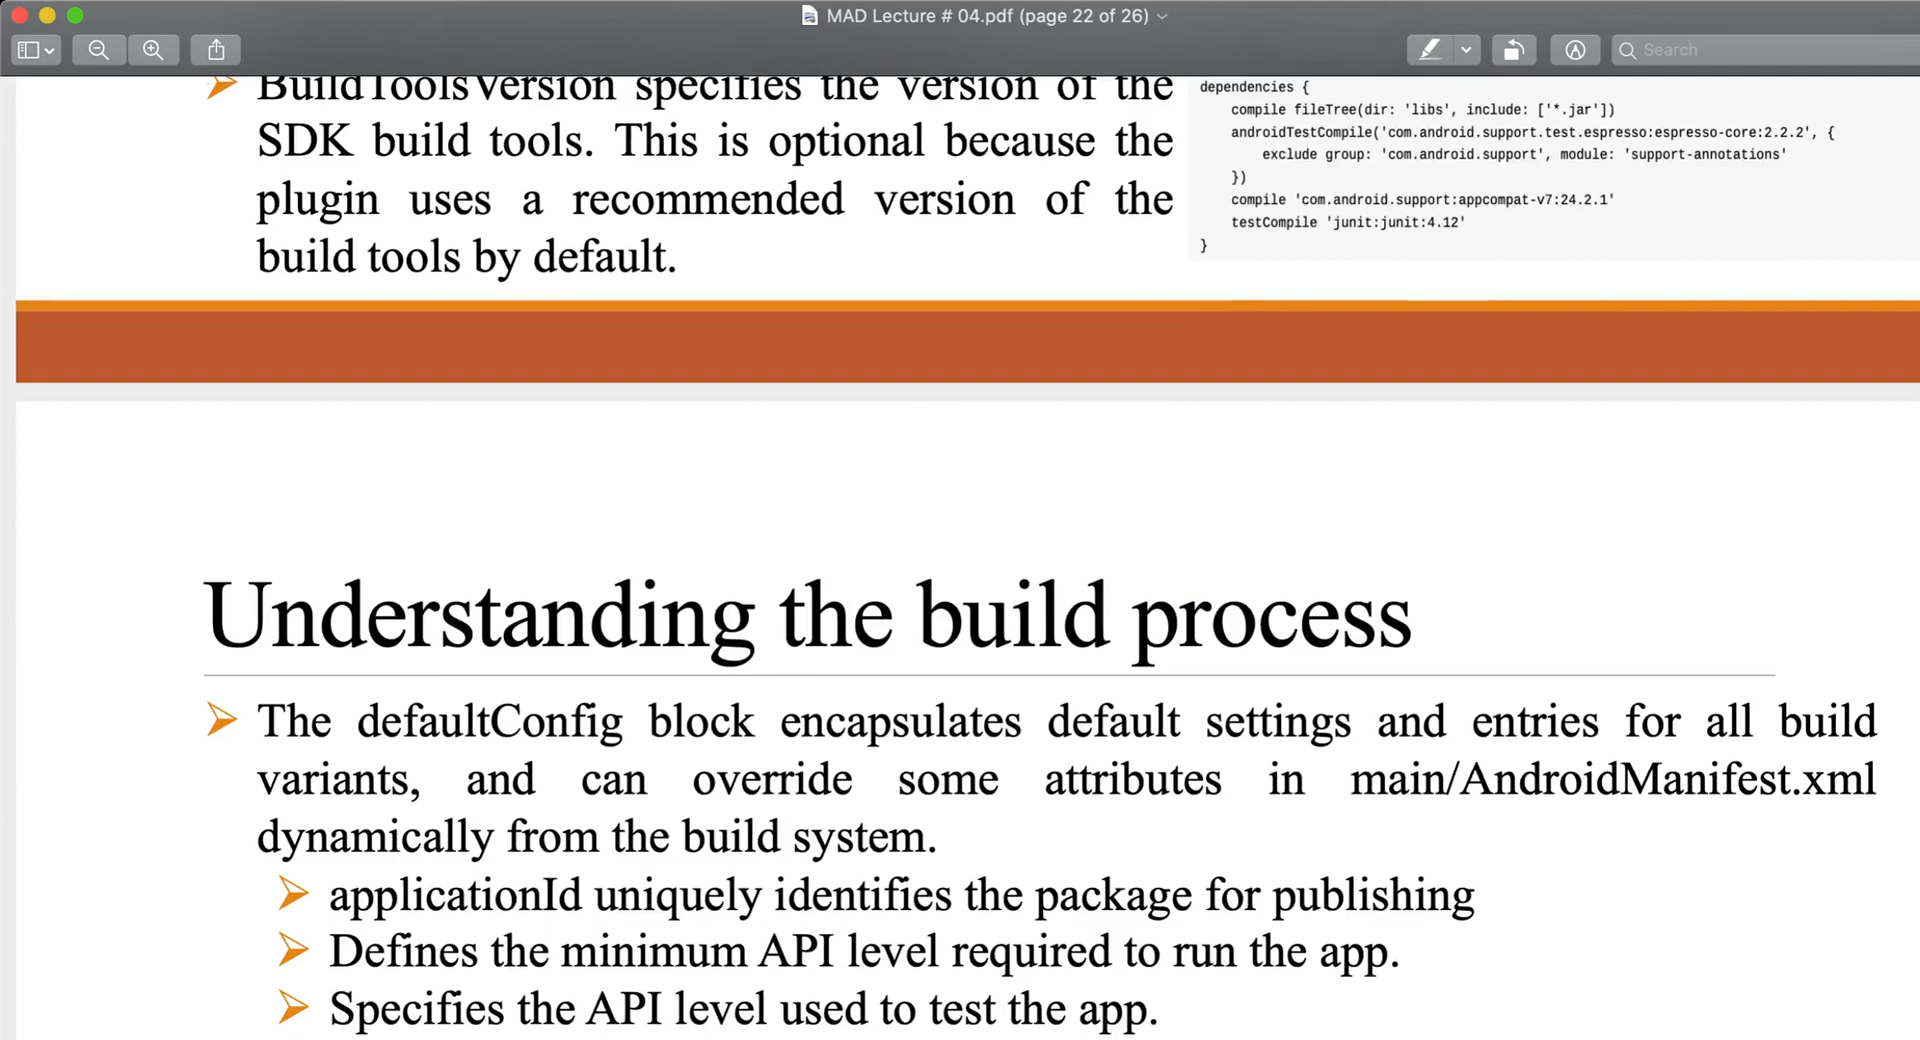 MAD Lecture # 04.pdf (page 22 of 26)
Search
BuildToolsVersion specifies the version of the
SDK build tools. This is optional because the
plugin uses a recommended version of the
build tools by default.
dependencies {
compile fileTree(dir: 'libs', include: ['*.jar'])
androidTestCompile('com.android.support.test.espresso:espresso-core:2.2.2', {
exclude group: 'com.android.support', module: 'support-annotations'
})
compile 'com.android.support:appcompat-v7:24.2.1'
testCompile 'junit:junit:4.12'
}
Understanding the build process
The defaultConfig block encapsulates default settings and entries for all build
variants, and can override some attributes in main/AndroidManifest.xml
dynamically from the build system.
applicationId uniquely identifies the package for publishing
Defines the minimum API level required to run the app.
Specifies the API level used to test the app.